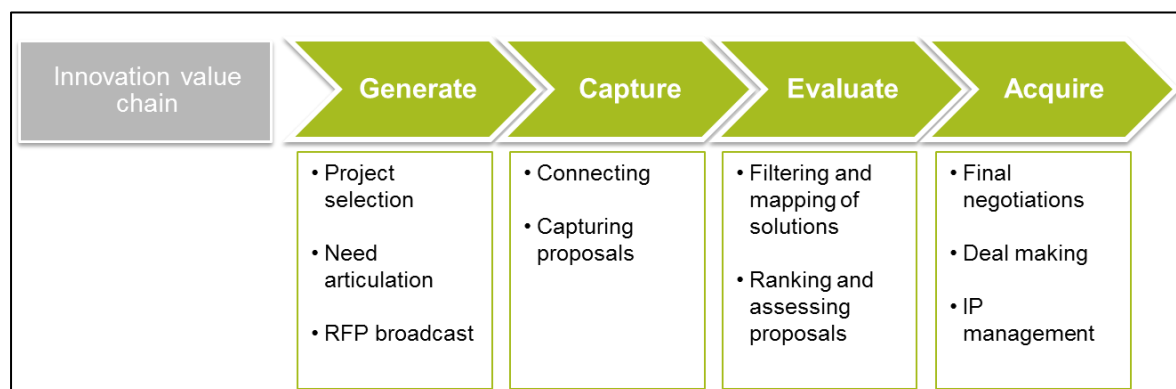 Innovation value
chain
Generate
Capture
Evaluate
Acquire
• Project
selection
• Need
articulation
• RFP broadcast
• Connecting
• Capturing
proposals
• Filtering and
mapping of
solutions
• Ranking and
assessing
proposals
• Final
negotiations
• Deal making
• IP
management